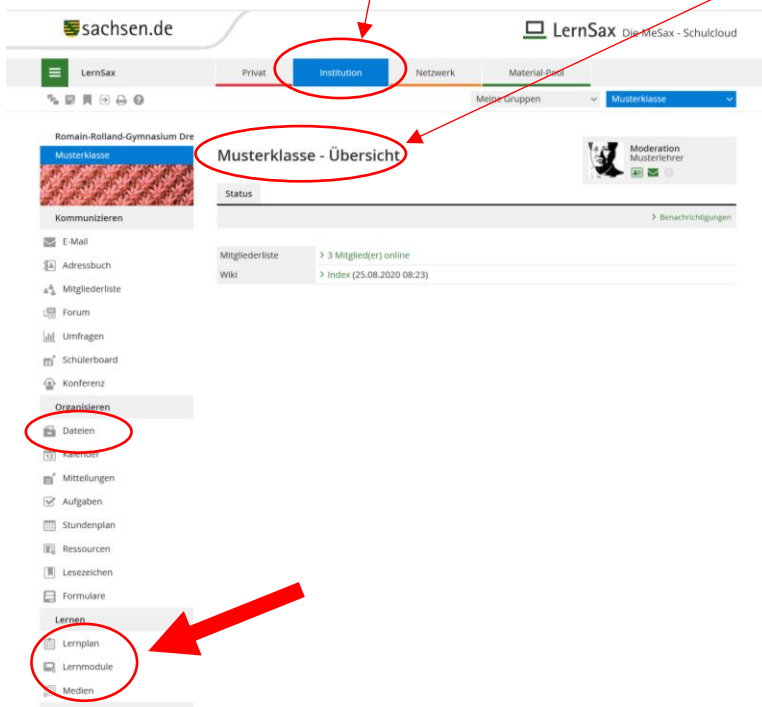 sachsen.de
LernSax Die MeSax - Schulcloud
LernSax
Privat
Institution
Netzwerk
Material-Pool
Meine Gruppen
Musterklasse
Romain-Rolland-Gymnasium Dre
Musterklasse
Musterklasse - Übersicht
Moderation
Musterlehrer
Status
Benachrichtigungen
Mitgliederliste > 3 Mitglied(er) online
Wiki > Index (25.08.2020 08:23)
Kommunizieren
E-Mail
Adressbuch
Mitgliederliste
Forum
Umfragen
Schülerboard
Konferenz
Organisieren
Dateien
Kalender
Mitteilungen
Aufgaben
Stundenplan
Ressourcen
Lesezeichen
Formulare
Lernen
Lernplan
Lernmodule
Medien